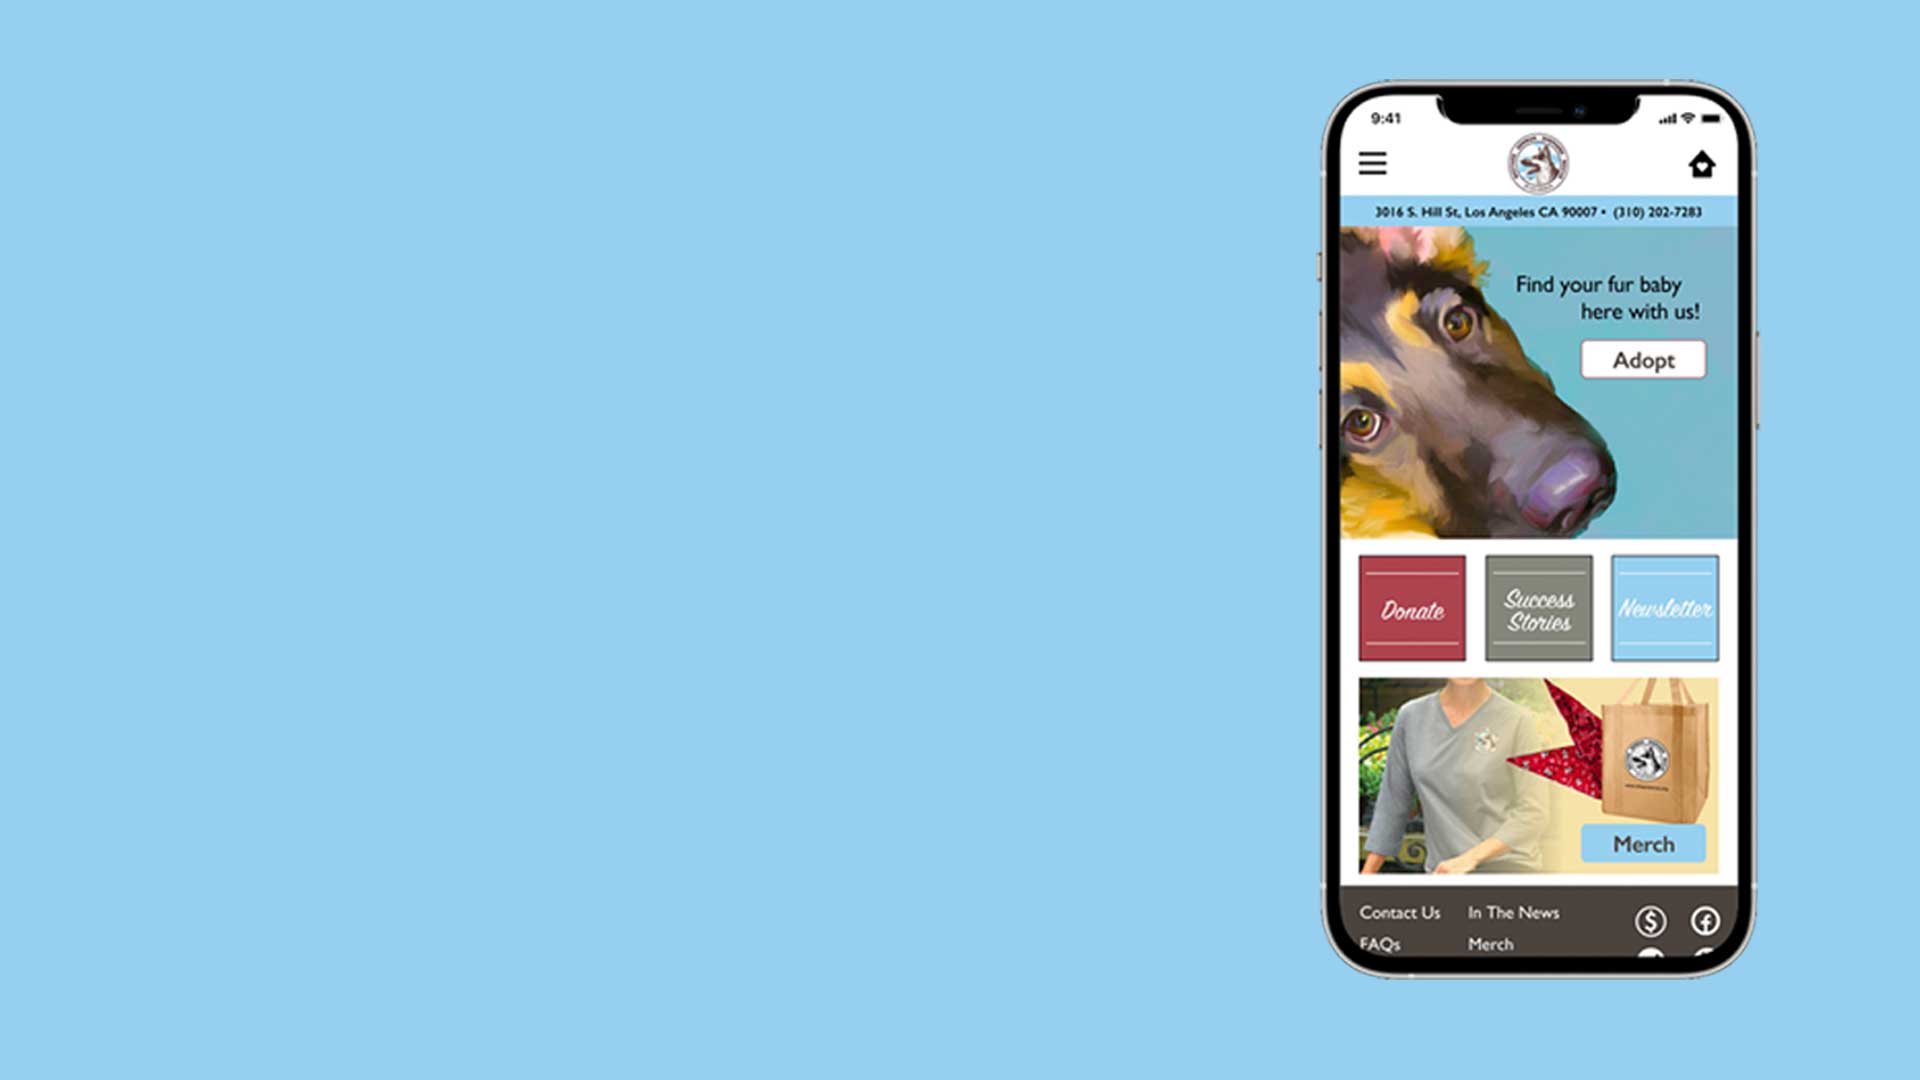 9:41
3016 S. Hill St, Los Angeles CA 90007 • (310) 202-7283
Find your fur baby
here with us!
Adopt
Donate
Success
Stories
Newsletter
Merch
Contact Us
In The News
FAQs
Merch